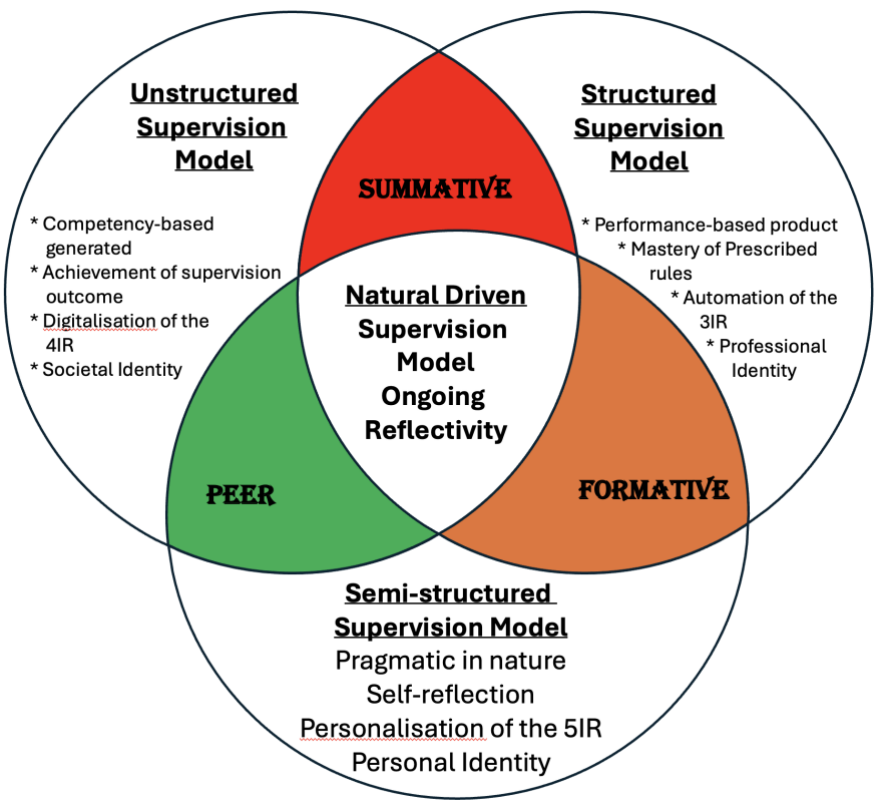 Unstructured
Supervision
Model
* Competency-based
generated
* Achievement of supervision
outcome
* Digitalisation of the
4IR
* Societal Identity
SUMMATIVE
Structured
Supervision
Model
* Performance-based product
* Mastery of Prescribed
rules
* Automation of the
3IR
* Professional
Identity
Natural Driven
Supervision
Model
Ongoing
Reflectivity
PEER
FORMATIVE
Semi-structured
Supervision Model
Pragmatic in nature
Self-reflection
Personalisation of the 5IR
Personal Identity